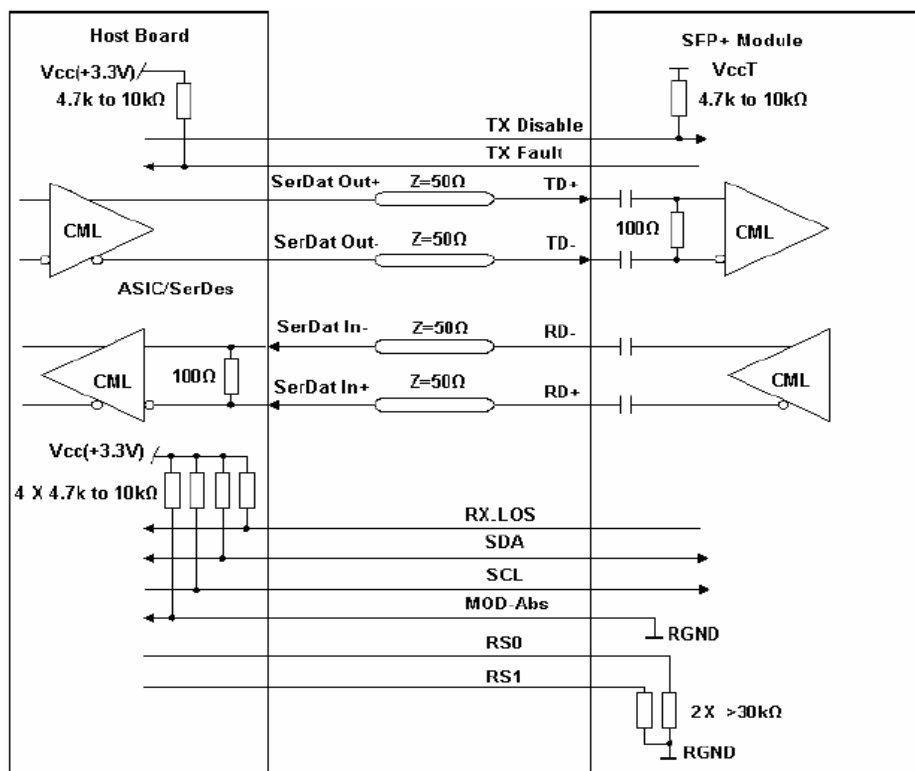 Host Board
SFP+ Module
Vcc(+3.3V)
4.7k to 10kΩ
VccT
4.7k to 10kΩ
TX Disable
TX Fault
SerDat Out+
Z=50Ω
TD+
CML
100Ω
CML
SerDat Out-
Z=50Ω
TD-
ASIC/SerDes
SerDat In-
Z=50Ω
RD-
CML
100Ω
CML
SerDat In+
Z=50Ω
RD+
Vcc(+3.3V)
4 X 4.7k to 10kΩ
RX_LOS
SDA
SCL
MOD-Abs
RGND
RS0
RS1
2X >30kΩ
RGND